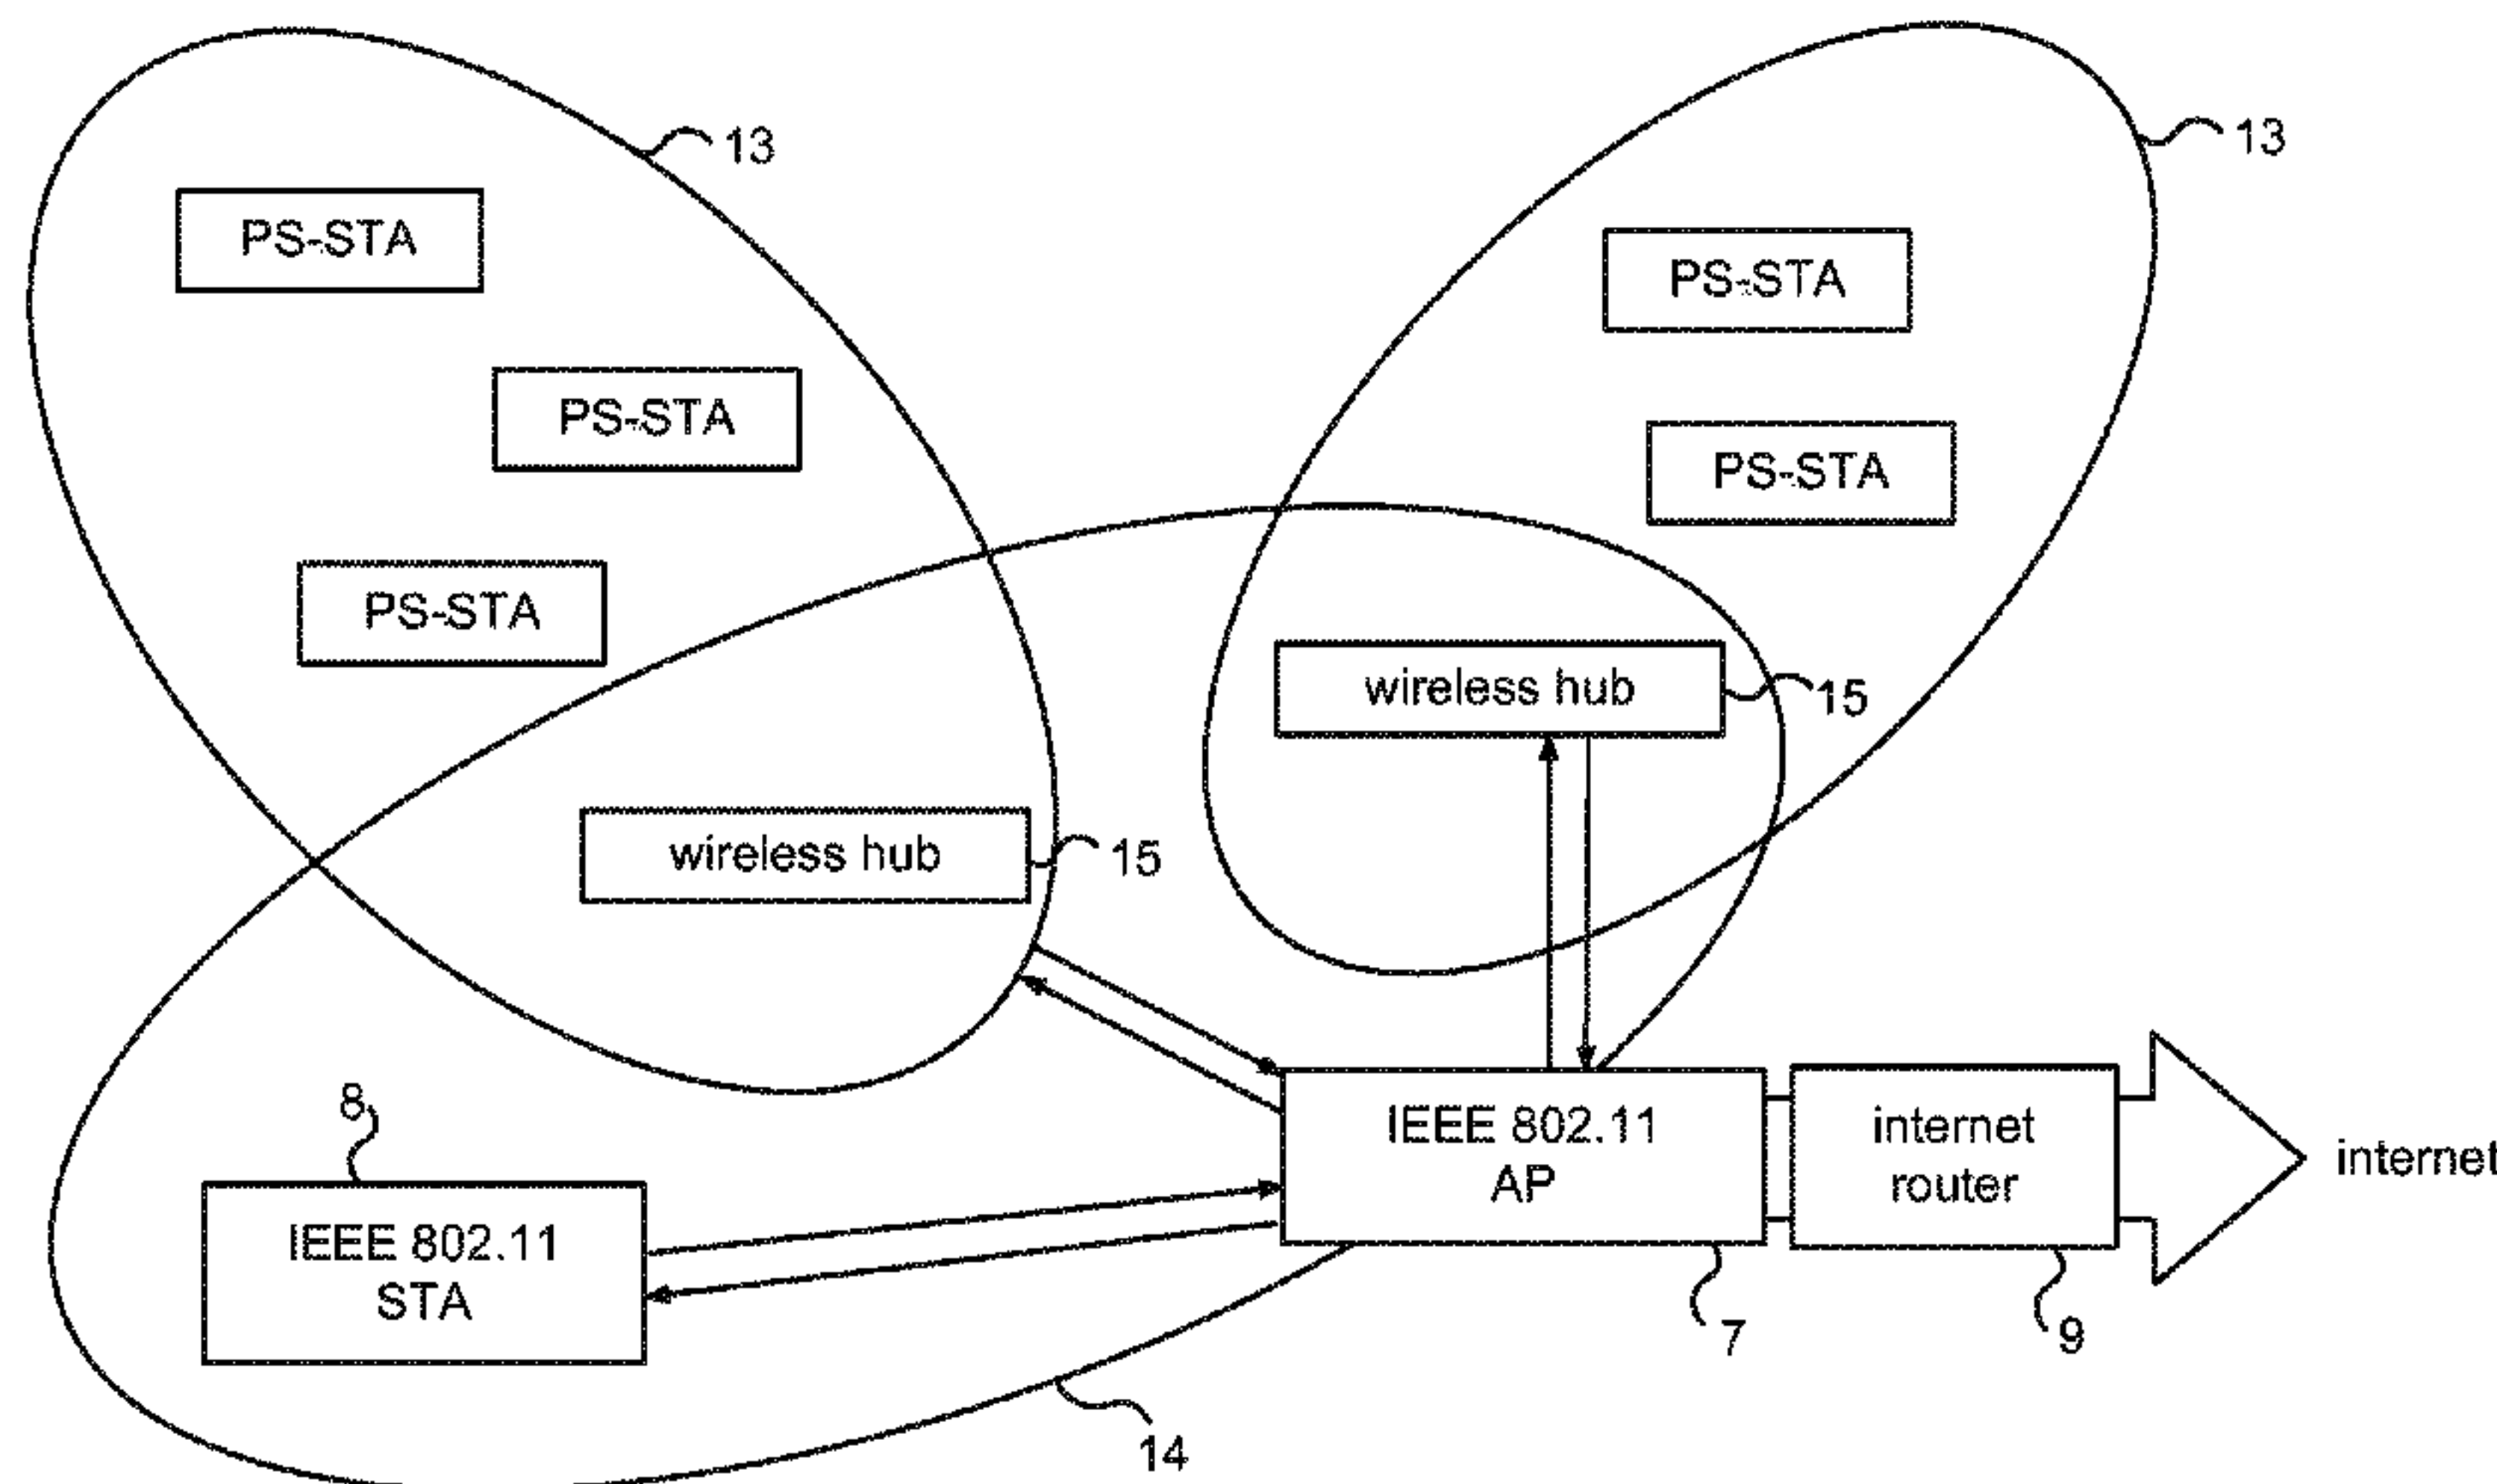 13
13
PS-STA
PS-STA
PS-STA
PS-STA
PS-STA
wireless hub
15
wireless hub
15
8
IEEE 802.11
AP
internet
router
internet
IEEE 802.11
STA
7
9
14